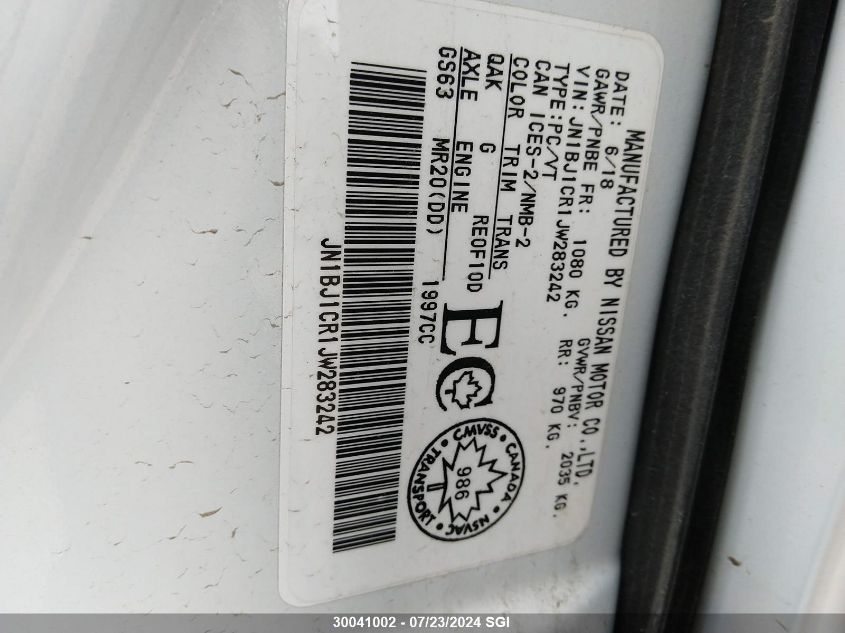 MANUFACTURED BY NISSAN MOTOR CO.,LTD.
DATE: 6/18 GVWR/PNBV: 2035 KG.
GAWR/PNBE FR: 1080 KG. RR: 970 KG.
VIN:JN1BJ1CR1JW283242
TYPE:PC/VT
CAN ICES-2/NMB-2
COLOR TRIM TRANS
QAK G RE0F10D
AXLE ENGINE
GS63 MR20(DD) 1997CC
EC
CMVSS • CANADA • NSVAC • TRANSPORT •
986
JN1BJ1CR1JW283242
30041002 - 07/23/2024 SGI